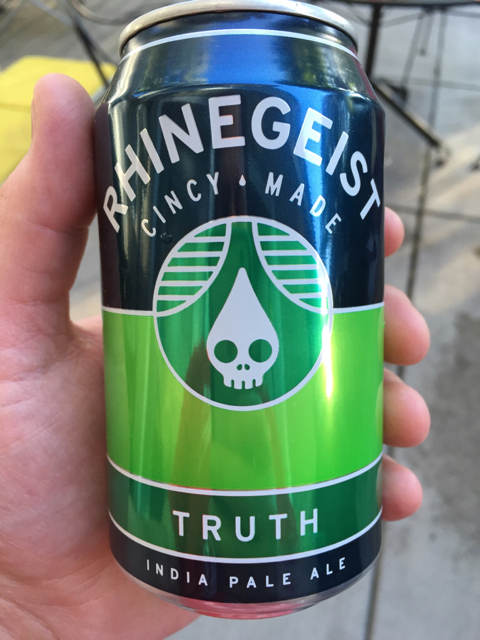 RHINEGEIST
CINCY MADE
TRUTH
INDIA PALE ALE